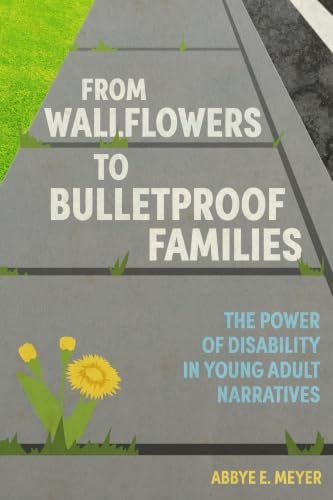 FROM
WALLFLOWERS
TO
BULLETPROOF
FAMILIES
THE POWER
OF DISABILITY
IN YOUNG ADULT
NARRATIVES
ABBYE E. MEYER